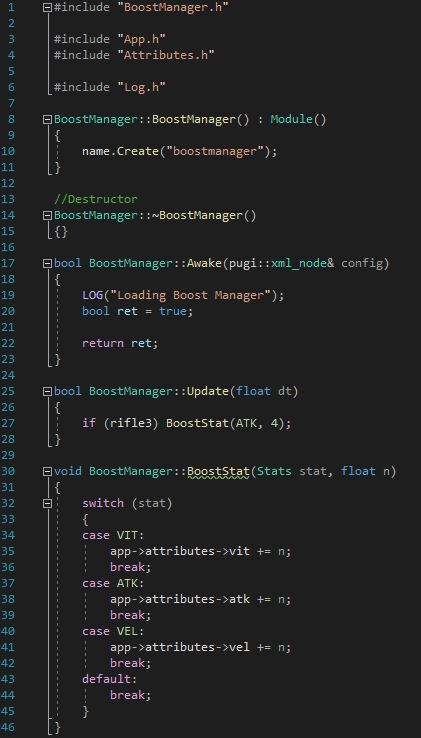 1 #include "BoostManager.h"
2
3 #include "App.h"
4 #include "Attributes.h"
5
6 #include "Log.h"
7
8 BoostManager::BoostManager() : Module()
9 {
10     name.Create("boostmanager");
11 }
12
13 //Destructor
14 BoostManager::~BoostManager()
15 {}
16
17 bool BoostManager::Awake(pugi::xml_node& config)
18 {
19     LOG("Loading Boost Manager");
20     bool ret = true;
21
22     return ret;
23 }
24
25 bool BoostManager::Update(float dt)
26 {
27     if (rifle3) BoostStat(ATK, 4);
28 }
29
30 void BoostManager::BoostStat(Stats stat, float n)
31 {
32     switch (stat)
33     {
34     case VIT:
35         app->attributes->vit += n;
36         break;
37     case ATK:
38         app->attributes->atk += n;
39         break;
40     case VEL:
41         app->attributes->vel += n;
42         break;
43     default:
44         break;
45     }
46 }